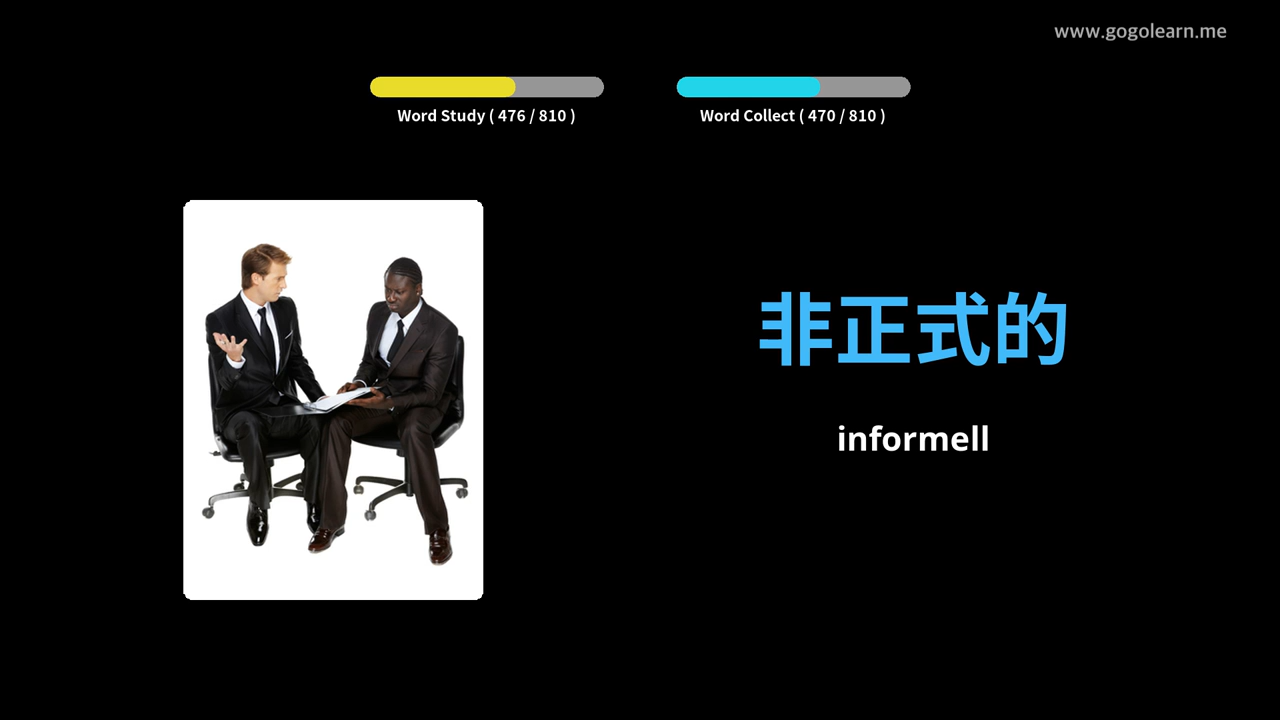 www.gogolearn.me
Word Study ( 476 / 810 )
Word Collect ( 470 / 810 )
非正式的
informell